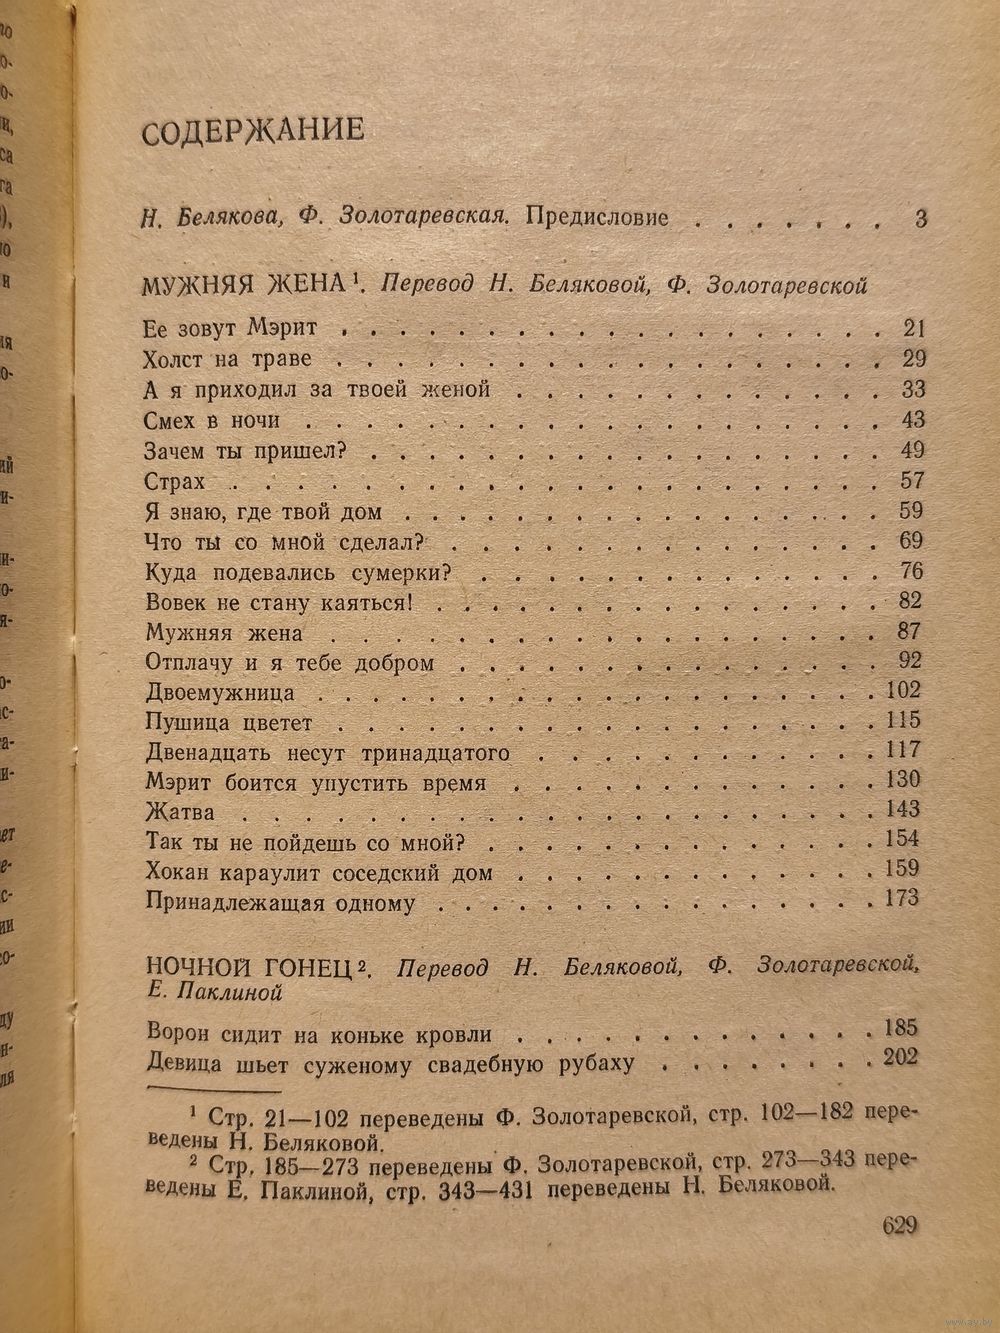 СОДЕРЖАНИЕ
Н. Белякова, Ф. Золотаревская. Предисловие . . . . . . . 3
МУЖНЯЯ ЖЕНА¹. Перевод Н. Беляковой, Ф. Золотаревской
Ее зовут Мэрит . . . . . . . . . . . . . . . . . . 21
Холст на траве . . . . . . . . . . . . . . . . . . 29
А я приходил за твоей женой . . . . . . . . . . . . . 33
Смех в ночи . . . . . . . . . . . . . . . . . . . 43
Зачем ты пришел? . . . . . . . . . . . . . . . . . 49
Страх . . . . . . . . . . . . . . . . . . . . . 57
Я знаю, где твой дом . . . . . . . . . . . . . . . . 59
Что ты со мной сделал? . . . . . . . . . . . . . . 69
Куда подевались сумерки? . . . . . . . . . . . . . . 76
Вовек не стану каяться! . . . . . . . . . . . . . . . 82
Мужняя жена . . . . . . . . . . . . . . . . . . 87
Отплачу и я тебе добром . . . . . . . . . . . . . . 92
Двоемужница . . . . . . . . . . . . . . . . . . 102
Пушица цветет . . . . . . . . . . . . . . . . . . 115
Двенадцать несут тринадцатого . . . . . . . . . . . . 117
Мэрит боится упустить время . . . . . . . . . . . . . 130
Жатва . . . . . . . . . . . . . . . . . . . . . 143
Так ты не пойдешь со мной? . . . . . . . . . . . . . 154
Хокан караулит соседский дом . . . . . . . . . . . . 159
Принадлежащая одному . . . . . . . . . . . . . . . 173
НОЧНОЙ ГОНЕЦ². Перевод Н. Беляковой, Ф. Золотаревской,
Е. Паклиной
Ворон сидит на коньке кровли . . . . . . . . . . . . . 185
Девица шьет суженому свадебную рубаху . . . . . . . . 202
¹ Стр. 21—102 переведены Ф. Золотаревской, стр. 102—182 пере-
ведены Н. Беляковой.
² Стр. 185—273 переведены Ф. Золотаревской, стр. 273—343 пере-
ведены Е. Паклиной, стр. 343—431 переведены Н. Беляковой.
629
www.ay.by